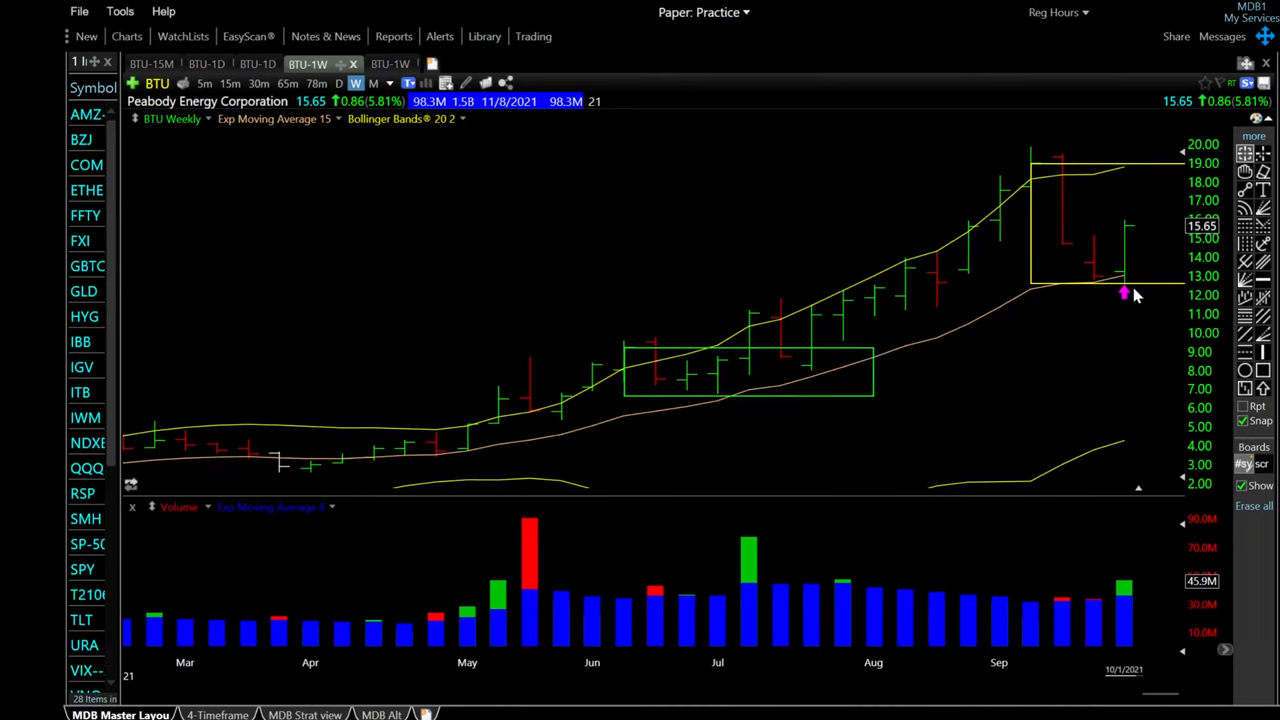 File Tools Help Paper: Practice Reg Hours MDB1
My Services
New Charts WatchLists EasyScan® Notes & News Reports Alerts Library Trading Share Messages
BTU-15M BTU-1D BTU-1D BTU-1W BTU-1W
Symbol
BTU 5m 15m 30m 65m 78m D W M
Peabody Energy Corporation 15.65 0.86(5.81%) 98.3M 1.5B 11/8/2021 98.3M 21 15.65 0.86(5.81%)
BTU Weekly Exp Moving Average 15 Bollinger Bands® 20 2
AMZ-
BZJ
COM
ETHE
FFTY
FXI
GBTC
GLD
HYG
IBB
IGV
ITB
IWM
NDXE
QQQ
RSP
SMH
SP-50
SPY
T2106
TLT
URA
VIX--
28 Items in
20.00
19.00
18.00
17.00
15.65
15.00
14.00
13.00
12.00
11.00
10.00
9.00
8.00
7.00
6.00
5.00
4.00
3.00
2.00
more
Rpt
Snap
Boards
#sy scr
Show
Erase all
X Volume Exp Moving Average 8
90.0M
70.0M
45.9M
30.0M
10.0M
Mar Apr May Jun Jul Aug Sep 10/1/2021
21
MDB Master Layou 4-Timeframe MDB Strat view MDB Alt